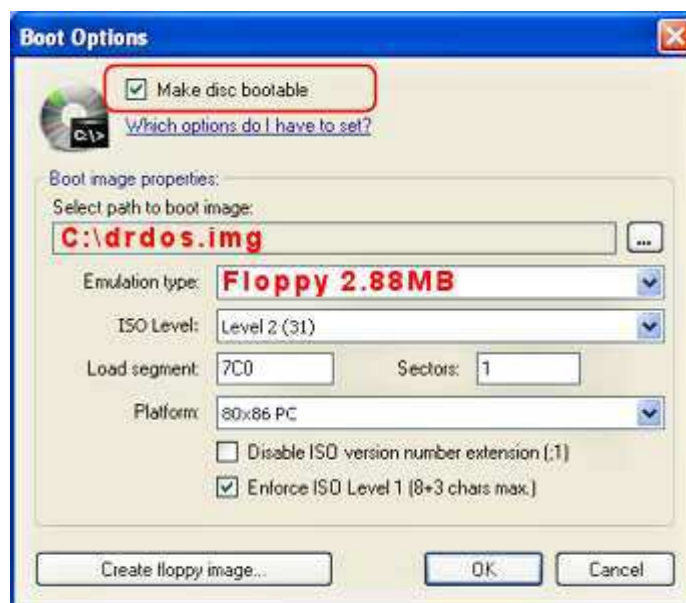 Boot Options
Make disc bootable
C:\>
Which options do I have to set?
Boot image properties:
Select path to boot image:
C:\drdos.img
...
Emulation type: Floppy 2.88MB
ISO Level: Level 2 (31)
Load segment: 7C0 Sectors: 1
Platform: 80x86 PC
Disable ISO version number extension (;1)
Enforce ISO Level 1 (8+3 chars max.)
Create floppy image... OK Cancel